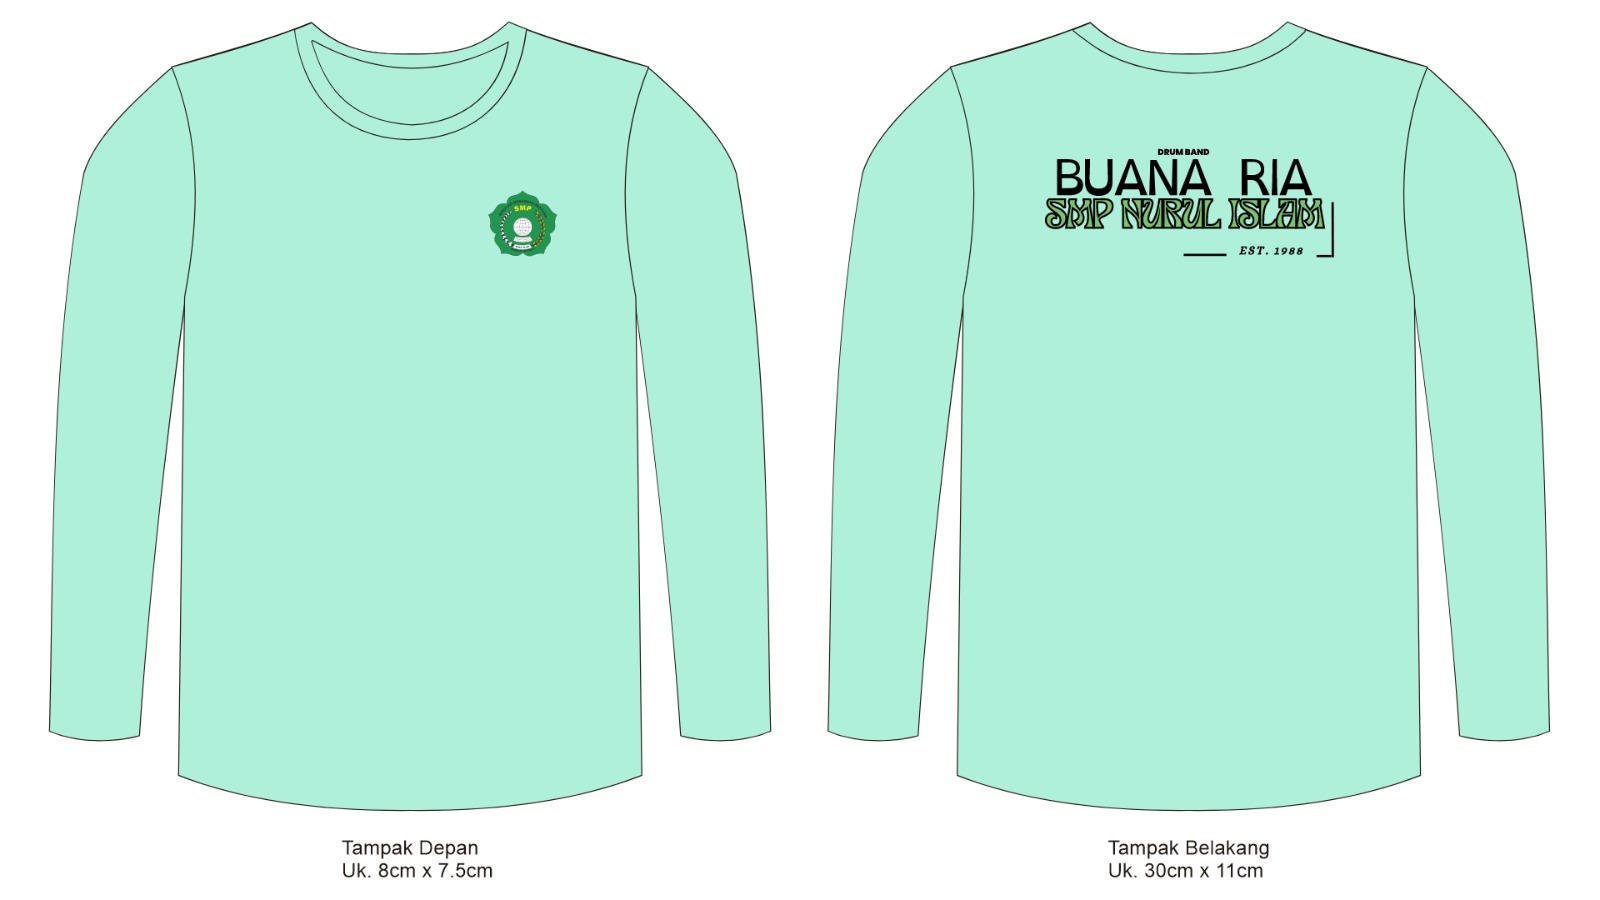 SMP
DRUM BAND
BUANA RIA
SMP NURUL ISLAM
EST. 1988
Tampak Depan
Uk. 8cm x 7.5cm
Tampak Belakang
Uk. 30cm x 11cm